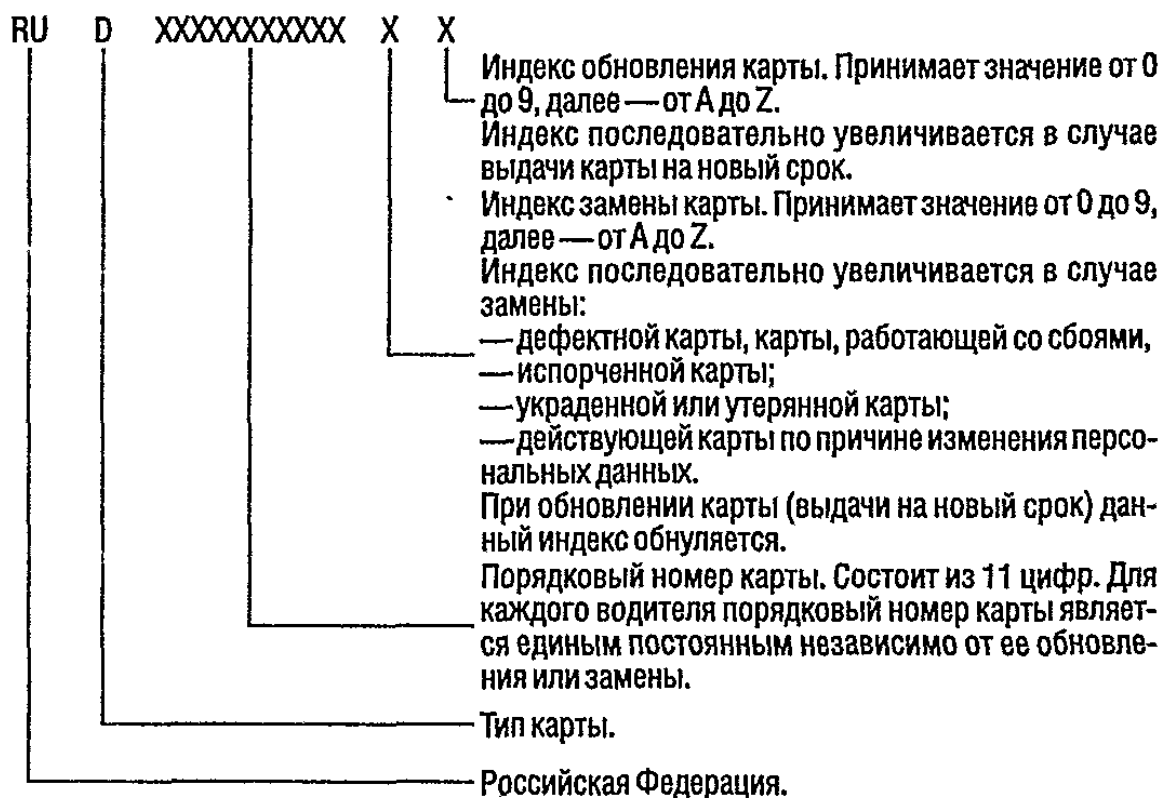 RU D XXXXXXXXXXX X X
Индекс обновления карты. Принимает значение от 0
до 9, далее — от A до Z.
Индекс последовательно увеличивается в случае
выдачи карты на новый срок.
Индекс замены карты. Принимает значение от 0 до 9,
далее — от A до Z.
Индекс последовательно увеличивается в случае
замены:
— дефектной карты, карты, работающей со сбоями,
— испорченной карты;
— украденной или утерянной карты;
— действующей карты по причине изменения персо-
нальных данных.
При обновлении карты (выдачи на новый срок) дан-
ный индекс обнуляется.
Порядковый номер карты. Состоит из 11 цифр. Для
каждого водителя порядковый номер карты являет-
ся единым постоянным независимо от ее обновле-
ния или замены.
Тип карты.
Российская Федерация.